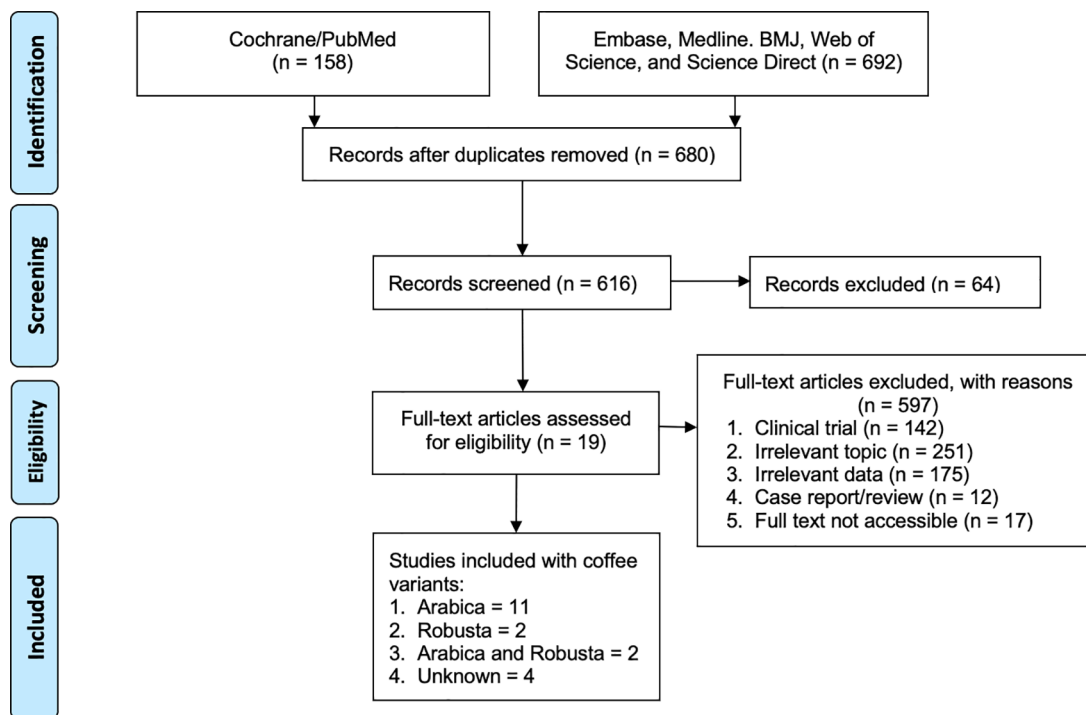 Identification
Cochrane/PubMed
(n = 158)
Embase, Medline. BMJ, Web of
Science, and Science Direct (n = 692)
Records after duplicates removed (n = 680)
Screening
Records screened (n = 616)
Records excluded (n = 64)
Eligibility
Full-text articles assessed
for eligibility (n = 19)
Full-text articles excluded, with reasons
(n = 597)
1. Clinical trial (n = 142)
2. Irrelevant topic (n = 251)
3. Irrelevant data (n = 175)
4. Case report/review (n = 12)
5. Full text not accessible (n = 17)
Included
Studies included with coffee
variants:
1. Arabica = 11
2. Robusta = 2
3. Arabica and Robusta = 2
4. Unknown = 4